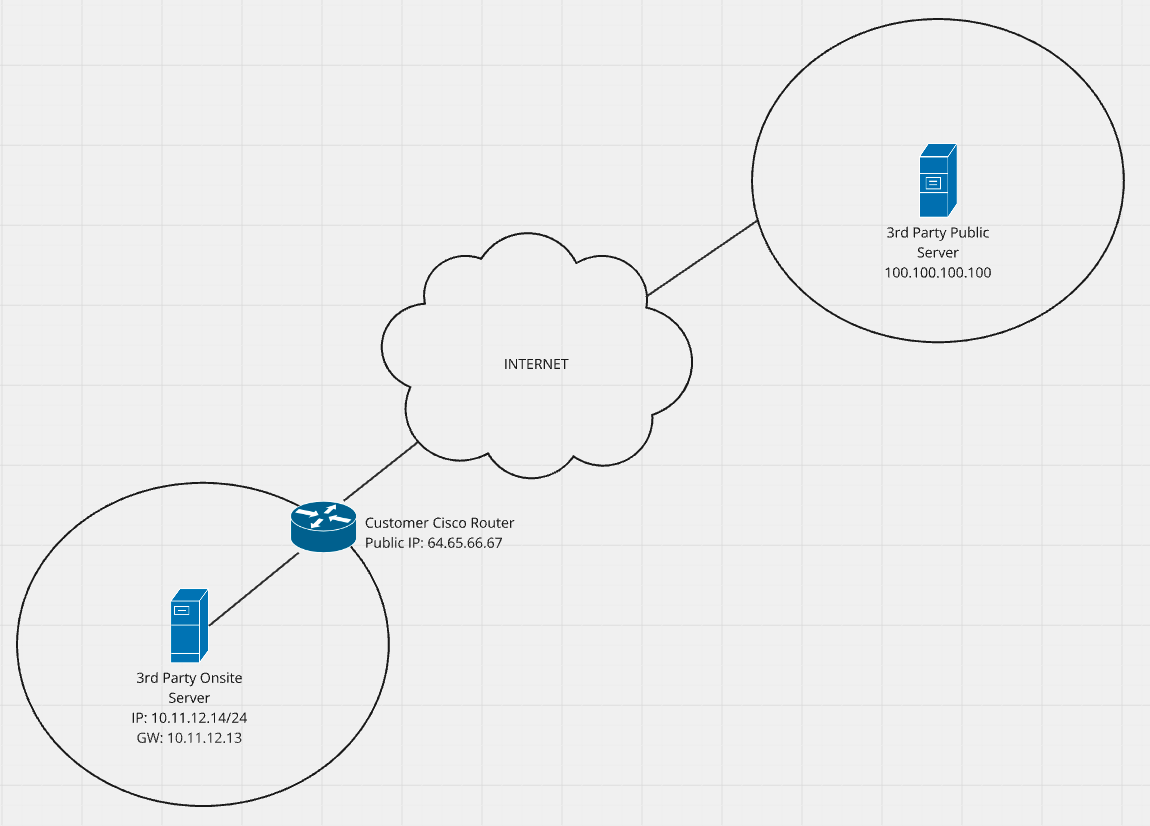 3rd Party Public
Server
100.100.100.100
INTERNET
Customer Cisco Router
Public IP: 64.65.66.67
3rd Party Onsite
Server
IP: 10.11.12.14/24
GW: 10.11.12.13